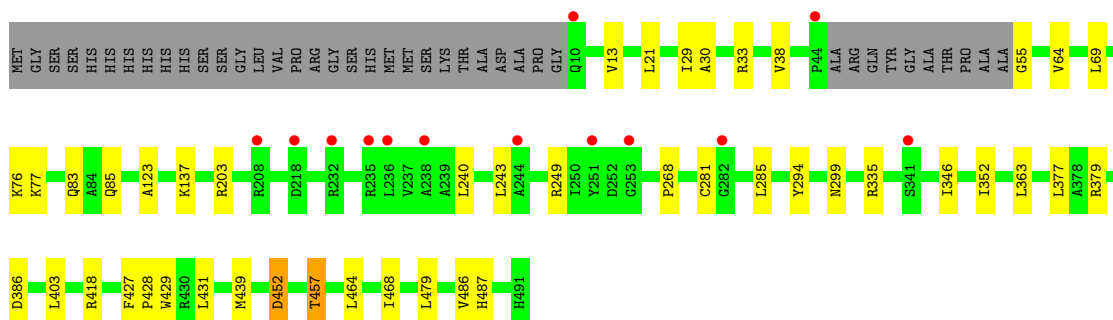 MET GLY SER SER HIS HIS HIS HIS HIS HIS SER SER GLY LEU VAL PRO ARG GLY SER HIS MET MET SER LYS THR ALA ASP ALA PRO GLY Q10 V13 L21 I29 A30 R33 V38 P44 ALA ARG GLN TYR GLY ALA THR PRO ALA ALA G55 V64 L69
K76 K77 Q83 A84 Q85 A123 K137 R203 R208 D218 R232 R235 L236 V237 A238 A239 L240 L243 A244 R249 I250 Y251 D252 G253 P268 C281 G282 L285 Y294 N299 R335 S341 I346 I352 L363 L377 A378 R379
D386 L403 R418 F427 P428 W429 R430 L431 M439 D452 T457 L464 I468 L479 V486 H487 H491